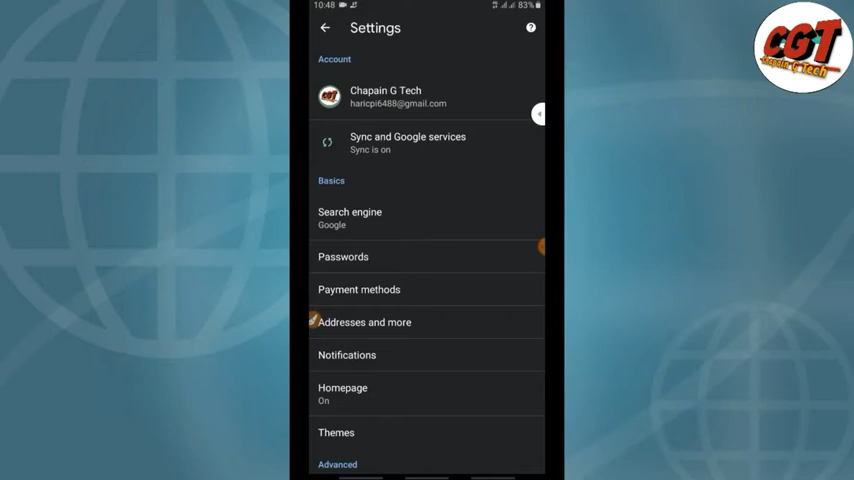 10:48
83%
Settings
Account
Chapain G Tech
haricpi6488@gmail.com
Sync and Google services
Sync is on
Basics
Search engine
Google
Passwords
Payment methods
Addresses and more
Notifications
Homepage
On
Themes
Advanced
CGT
Chapain G Tech